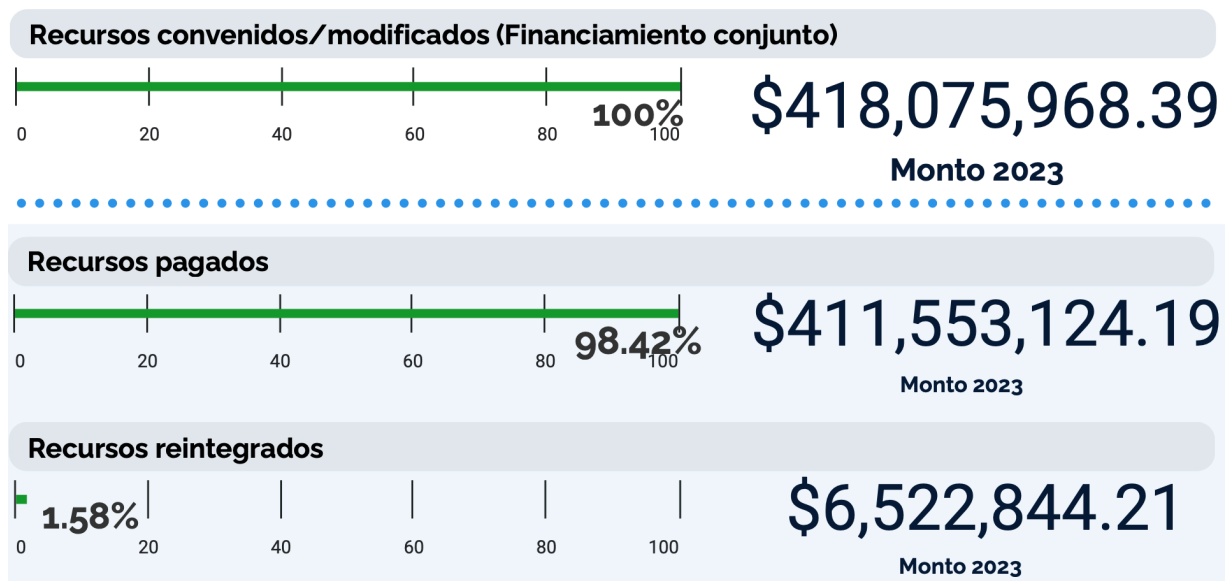 Recursos convenidos/modificados (Financiamiento conjunto)
100%
0 20 40 60 80 100
$418,075,968.39
Monto 2023
Recursos pagados
98.42%
0 20 40 60 80 100
$411,553,124.19
Monto 2023
Recursos reintegrados
1.58%
0 20 40 60 80 100
$6,522,844.21
Monto 2023